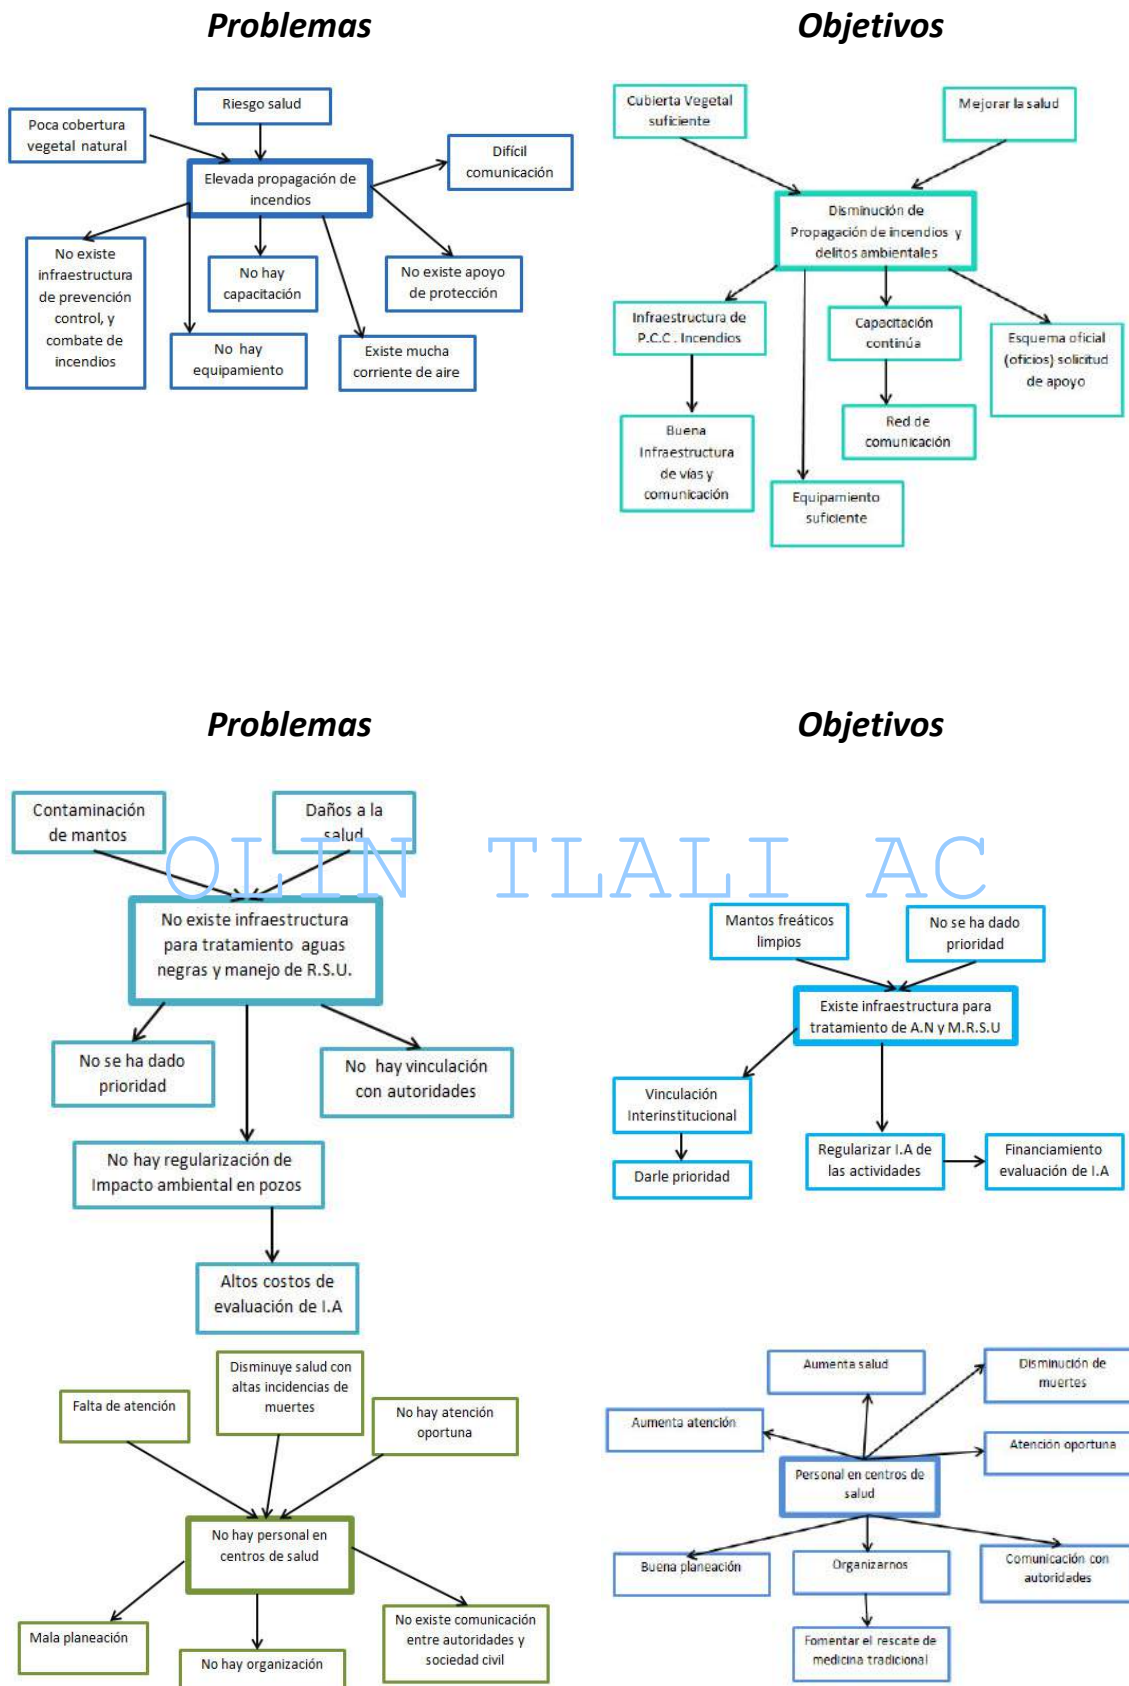 Problemas
Objetivos
Riesgo salud
Poca cobertura
vegetal natural
Difícil
comunicación
Elevada propagación de
incendios
No existe
infraestructura
de prevención
control, y
combate de
incendios
No hay
capacitación
No existe apoyo
de protección
No hay
equipamiento
Existe mucha
corriente de aire
Cubierta Vegetal
suficiente
Mejorar la salud
Disminución de
Propagación de incendios y
delitos ambientales
Infraestructura de
P.C.C . Incendios
Capacitación
continúa
Esquema oficial
(oficios) solicitud
de apoyo
Buena
Infraestructura
de vías y
comunicación
Red de
comunicación
Equipamiento
suficiente
Problemas
Objetivos
Contaminación
de mantos
Daños a la
salud
OLIN TLALI AC
No existe infraestructura
para tratamiento aguas
negras y manejo de R.S.U.
No se ha dado
prioridad
No hay vinculación
con autoridades
No hay regularización de
Impacto ambiental en pozos
Altos costos de
evaluación de I.A
Mantos freáticos
limpios
No se ha dado
prioridad
Existe infraestructura para
tratamiento de A.N y M.R.S.U
Vinculación
Interinstitucional
Darle prioridad
Regularizar I.A de
las actividades
Financiamiento
evaluación de I.A
Falta de atención
Disminuye salud con
altas incidencias de
muertes
No hay atención
oportuna
No hay personal en
centros de salud
Mala planeación
No hay organización
No existe comunicación
entre autoridades y
sociedad civil
Aumenta salud
Disminución de
muertes
Aumenta atención
Atención oportuna
Personal en centros de
salud
Buena planeación
Organizarnos
Comunicación con
autoridades
Fomentar el rescate de
medicina tradicional